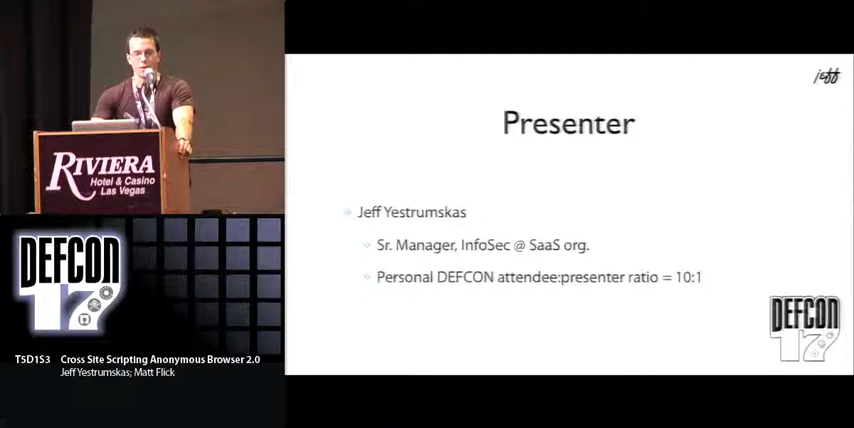 RIVIERA
Hotel & Casino
Las Vegas
DEFCON
17
T5D1S3 Cross Site Scripting Anonymous Browser 2.0
Jeff Yestrumskas; Matt Flick
jeff
Presenter
Jeff Yestrumskas
Sr. Manager, InfoSec @ SaaS org.
Personal DEFCON attendee:presenter ratio = 10:1
DEFCON
17